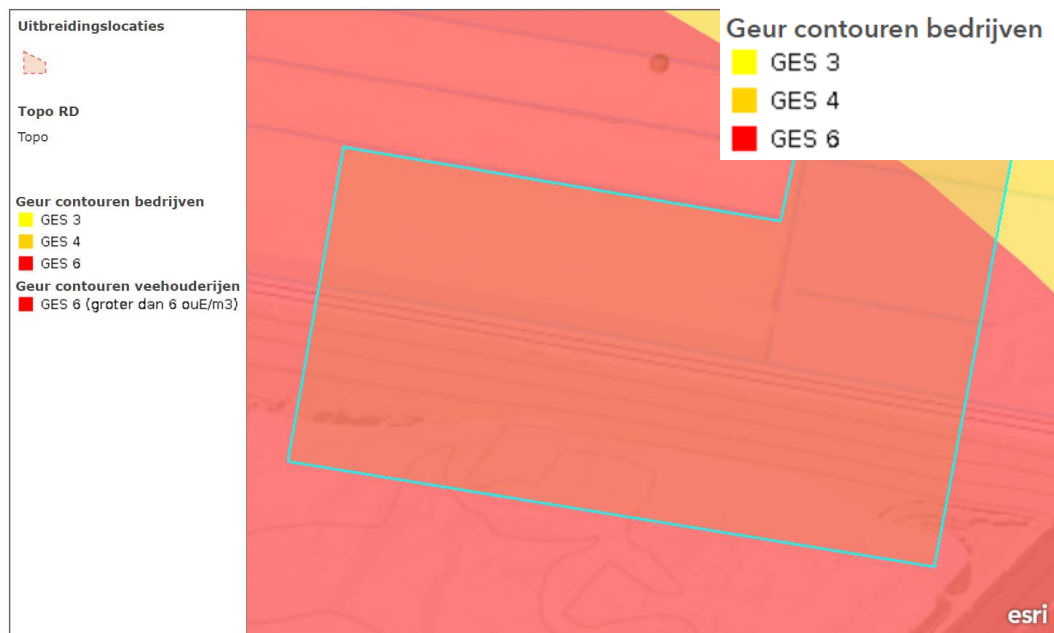 Uitbreidingslocaties
Topo RD
Topo
Geur contouren bedrijven
GES 3
GES 4
GES 6
Geur contouren veehouderijen
GES 6 (groter dan 6 ouE/m3)
Geur contouren bedrijven
GES 3
GES 4
GES 6
esri